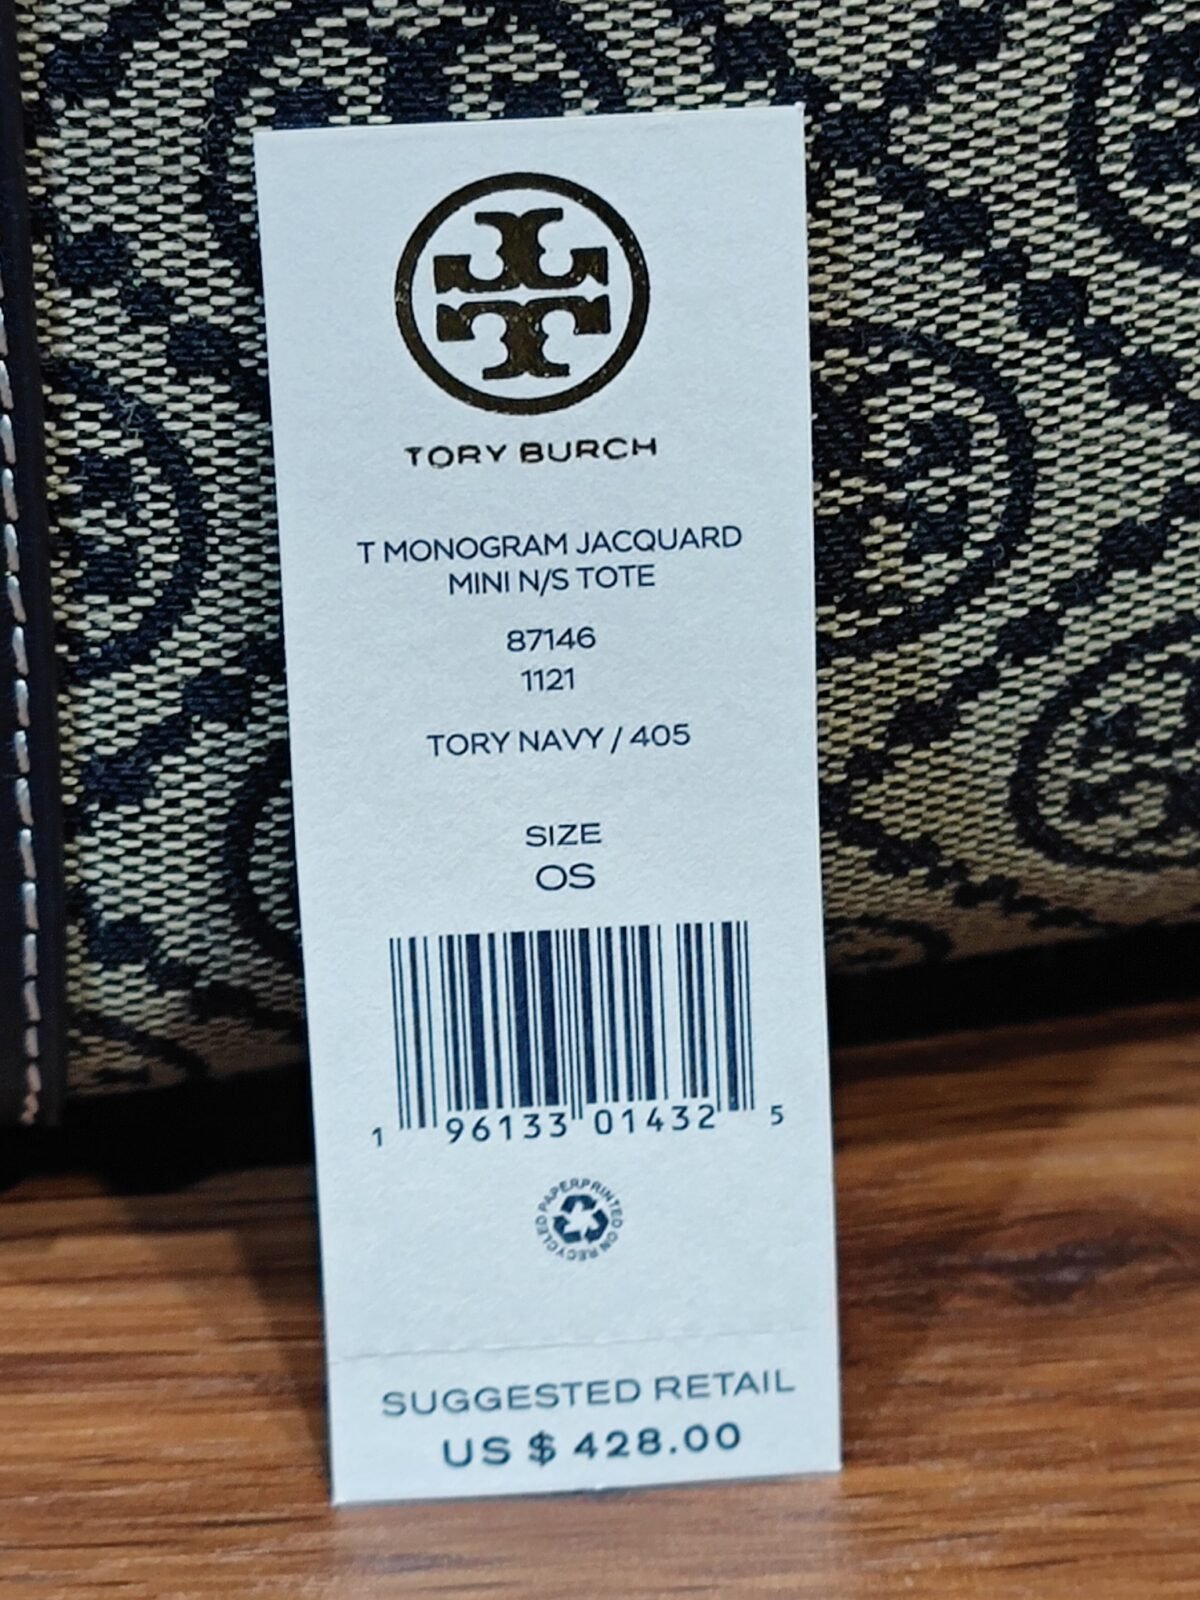 TORY BURCH
T MONOGRAM JACQUARD
MINI N/S TOTE
87146
1121
TORY NAVY / 405
SIZE
OS
1 96133 01432 5
PRINTED ON RECYCLED PAPER
SUGGESTED RETAIL
US $ 428.00